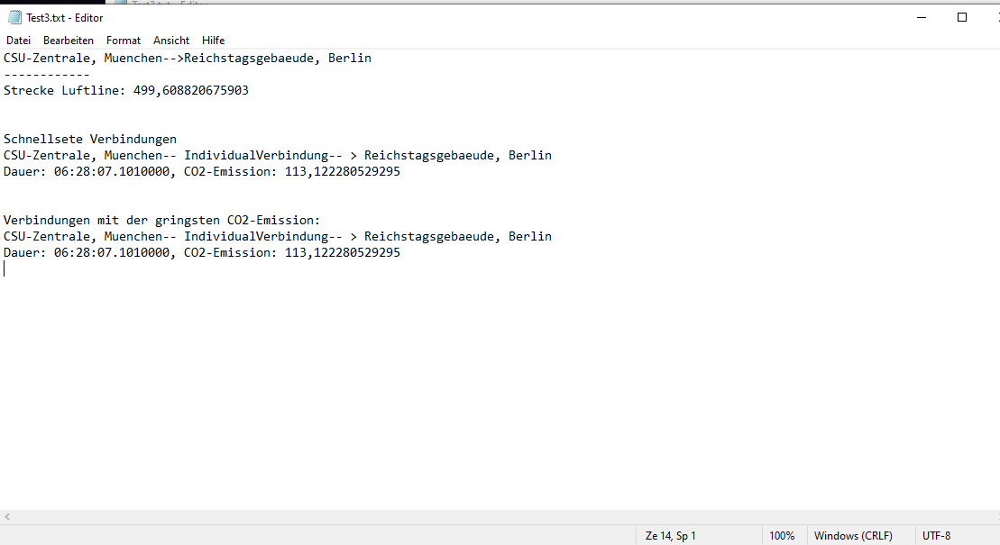 Test3.txt - Editor
Datei Bearbeiten Format Ansicht Hilfe
CSU-Zentrale, Muenchen-->Reichstagsgebaeude, Berlin
------------
Strecke Luftline: 499,608820675903
Schnellsete Verbindungen
CSU-Zentrale, Muenchen-- IndividualVerbindung-- > Reichstagsgebaeude, Berlin
Dauer: 06:28:07.1010000, CO2-Emission: 113,122280529295
Verbindungen mit der gringsten CO2-Emission:
CSU-Zentrale, Muenchen-- IndividualVerbindung-- > Reichstagsgebaeude, Berlin
Dauer: 06:28:07.1010000, CO2-Emission: 113,122280529295
Ze 14, Sp 1 100% Windows (CRLF) UTF-8